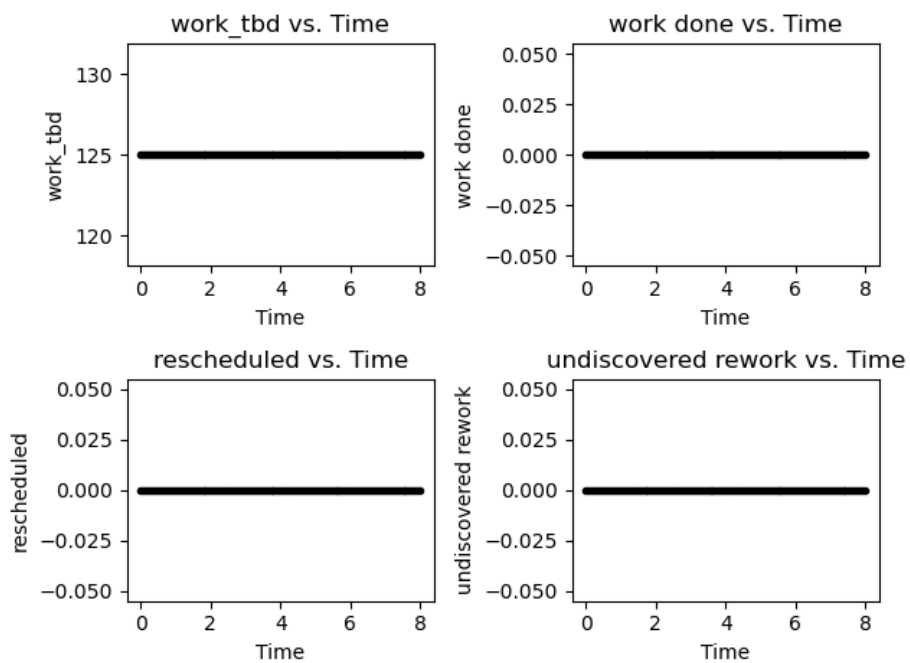 work_tbd vs. Time
130
125
120
work_tbd
0 2 4 6 8
Time
work done vs. Time
0.050
0.025
0.000
−0.025
−0.050
work done
0 2 4 6 8
Time
rescheduled vs. Time
0.050
0.025
0.000
−0.025
−0.050
rescheduled
0 2 4 6 8
Time
undiscovered rework vs. Time
0.050
0.025
0.000
−0.025
−0.050
undiscovered rework
0 2 4 6 8
Time